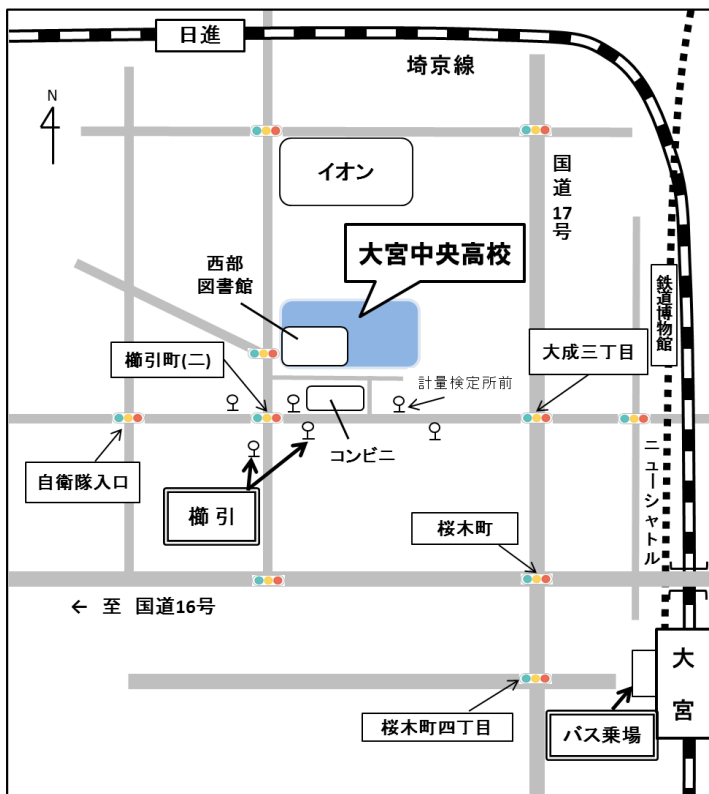 日進
埼京線
N
イオン
国道17号
大宮中央高校
西部
図書館
鉄道博物館
櫛引町(二)
大成三丁目
計量検定所前
コンビニ
自衛隊入口
櫛引
ニューシャトル
桜木町
← 至 国道16号
大宮
桜木町四丁目
バス乗場